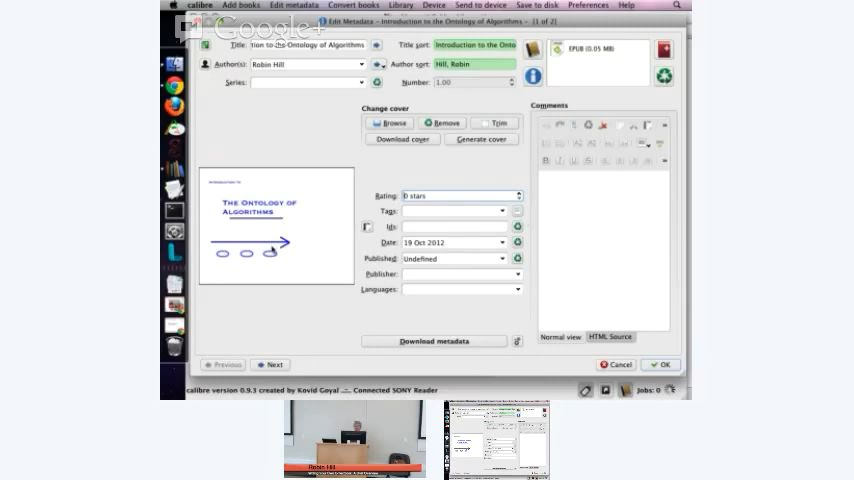 calibre Add books Edit metadata Convert books Library Device Send to device Save to disk Preferences Help
Google+
Edit Metadata – Introduction to the Ontology of Algorithms – [1 of 2]
Title: tion to the Ontology of Algorithms Title sort: Introduction to the Onto
EPUB (0.05 MB)
Author(s): Robin Hill Author sort: Hill, Robin
Series: Number: 1.00
Change cover
Comments
Browse Remove Trim
Download cover Generate cover
INTRODUCTION TO
THE ONTOLOGY OF
ALGORITHMS
Rating: 0 stars
Tags:
Ids:
Date: 19 Oct 2012
Published: Undefined
Publisher:
Languages:
Normal view HTML Source
Download metadata
Previous Next Cancel OK
calibre version 0.9.3 created by Kovid Goyal Connected SONY Reader Jobs: 0
Robin Hill